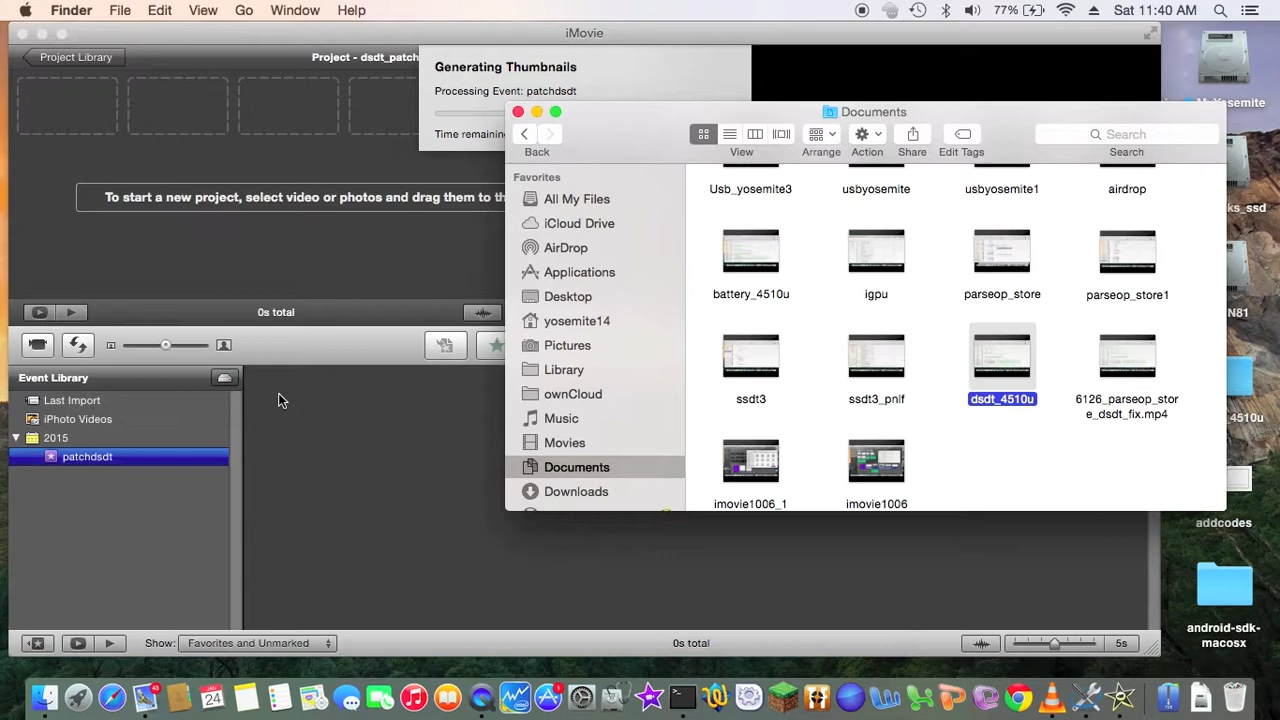 Finder File Edit View Go Window Help 77% Sat 11:40 AM
iMovie
Project Library
Project - dsdt_patch
Generating Thumbnails
Processing Event: patchdsdt
Time remaining
To start a new project, select video or photos and drag them to th
0s total
Event Library
Last Import
iPhoto Videos
2015
patchdsdt
Show: Favorites and Unmarked
0s total
5s
Documents
Back
View
Arrange
Action
Share
Edit Tags
Search
Search
Favorites
All My Files
iCloud Drive
AirDrop
Applications
Desktop
yosemite14
Pictures
Library
ownCloud
Music
Movies
Documents
Downloads
Usb_yosemite3
usbyosemite
usbyosemite1
airdrop
battery_4510u
igpu
parseop_store
parseop_store1
ssdt3
ssdt3_pnlf
dsdt_4510u
6126_parseop_stor
e_dsdt_fix.mp4
imovie1006_1
imovie1006
ks_ssd
N81
_4510u
addcodes
android-sdk-
macosx
JAN
24